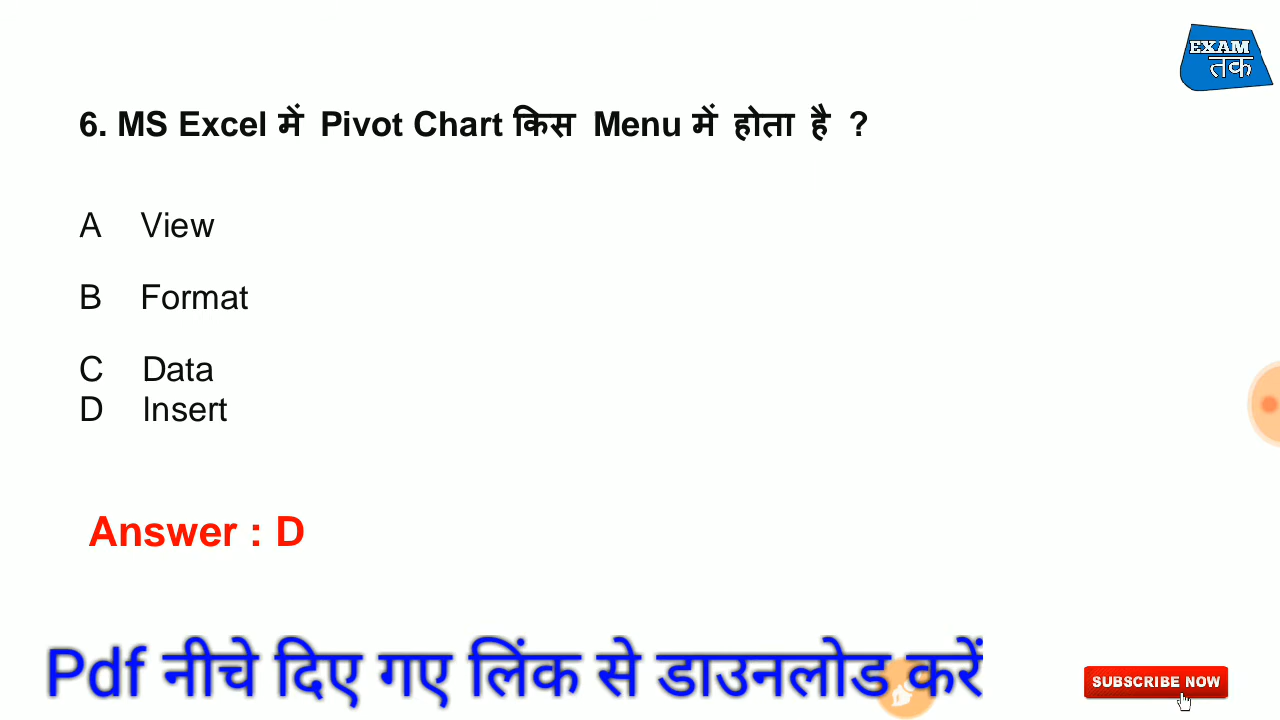 EXAM
तक
6. MS Excel में Pivot Chart किस Menu में होता है ?
A View
B Format
C Data
D Insert
Answer : D
Pdf नीचे दिए गए लिंक से डाउनलोड करें
SUBSCRIBE NOW